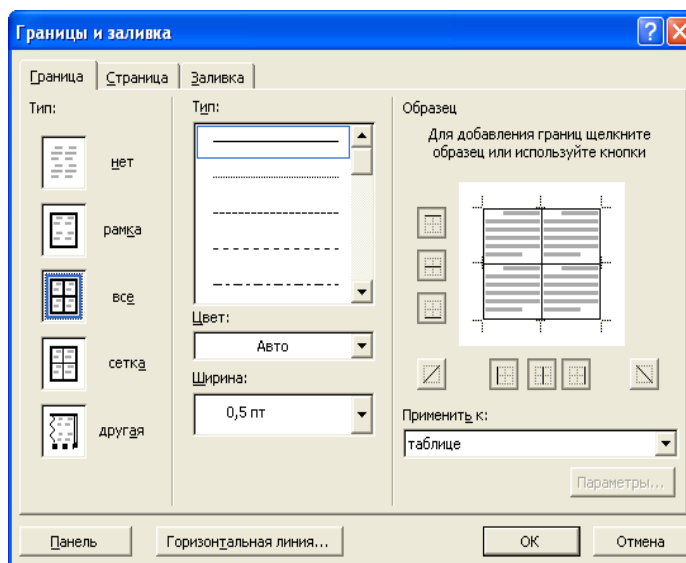 Границы и заливка
Граница
Страница
Заливка
Тип:
нет
рамка
все
сетка
другая
Тип:
Цвет:
Авто
Ширина:
0,5 пт
Образец
Для добавления границ щелкните
образец или используйте кнопки
Применить к:
таблице
Параметры...
Панель
Горизонтальная линия...
ОК
Отмена